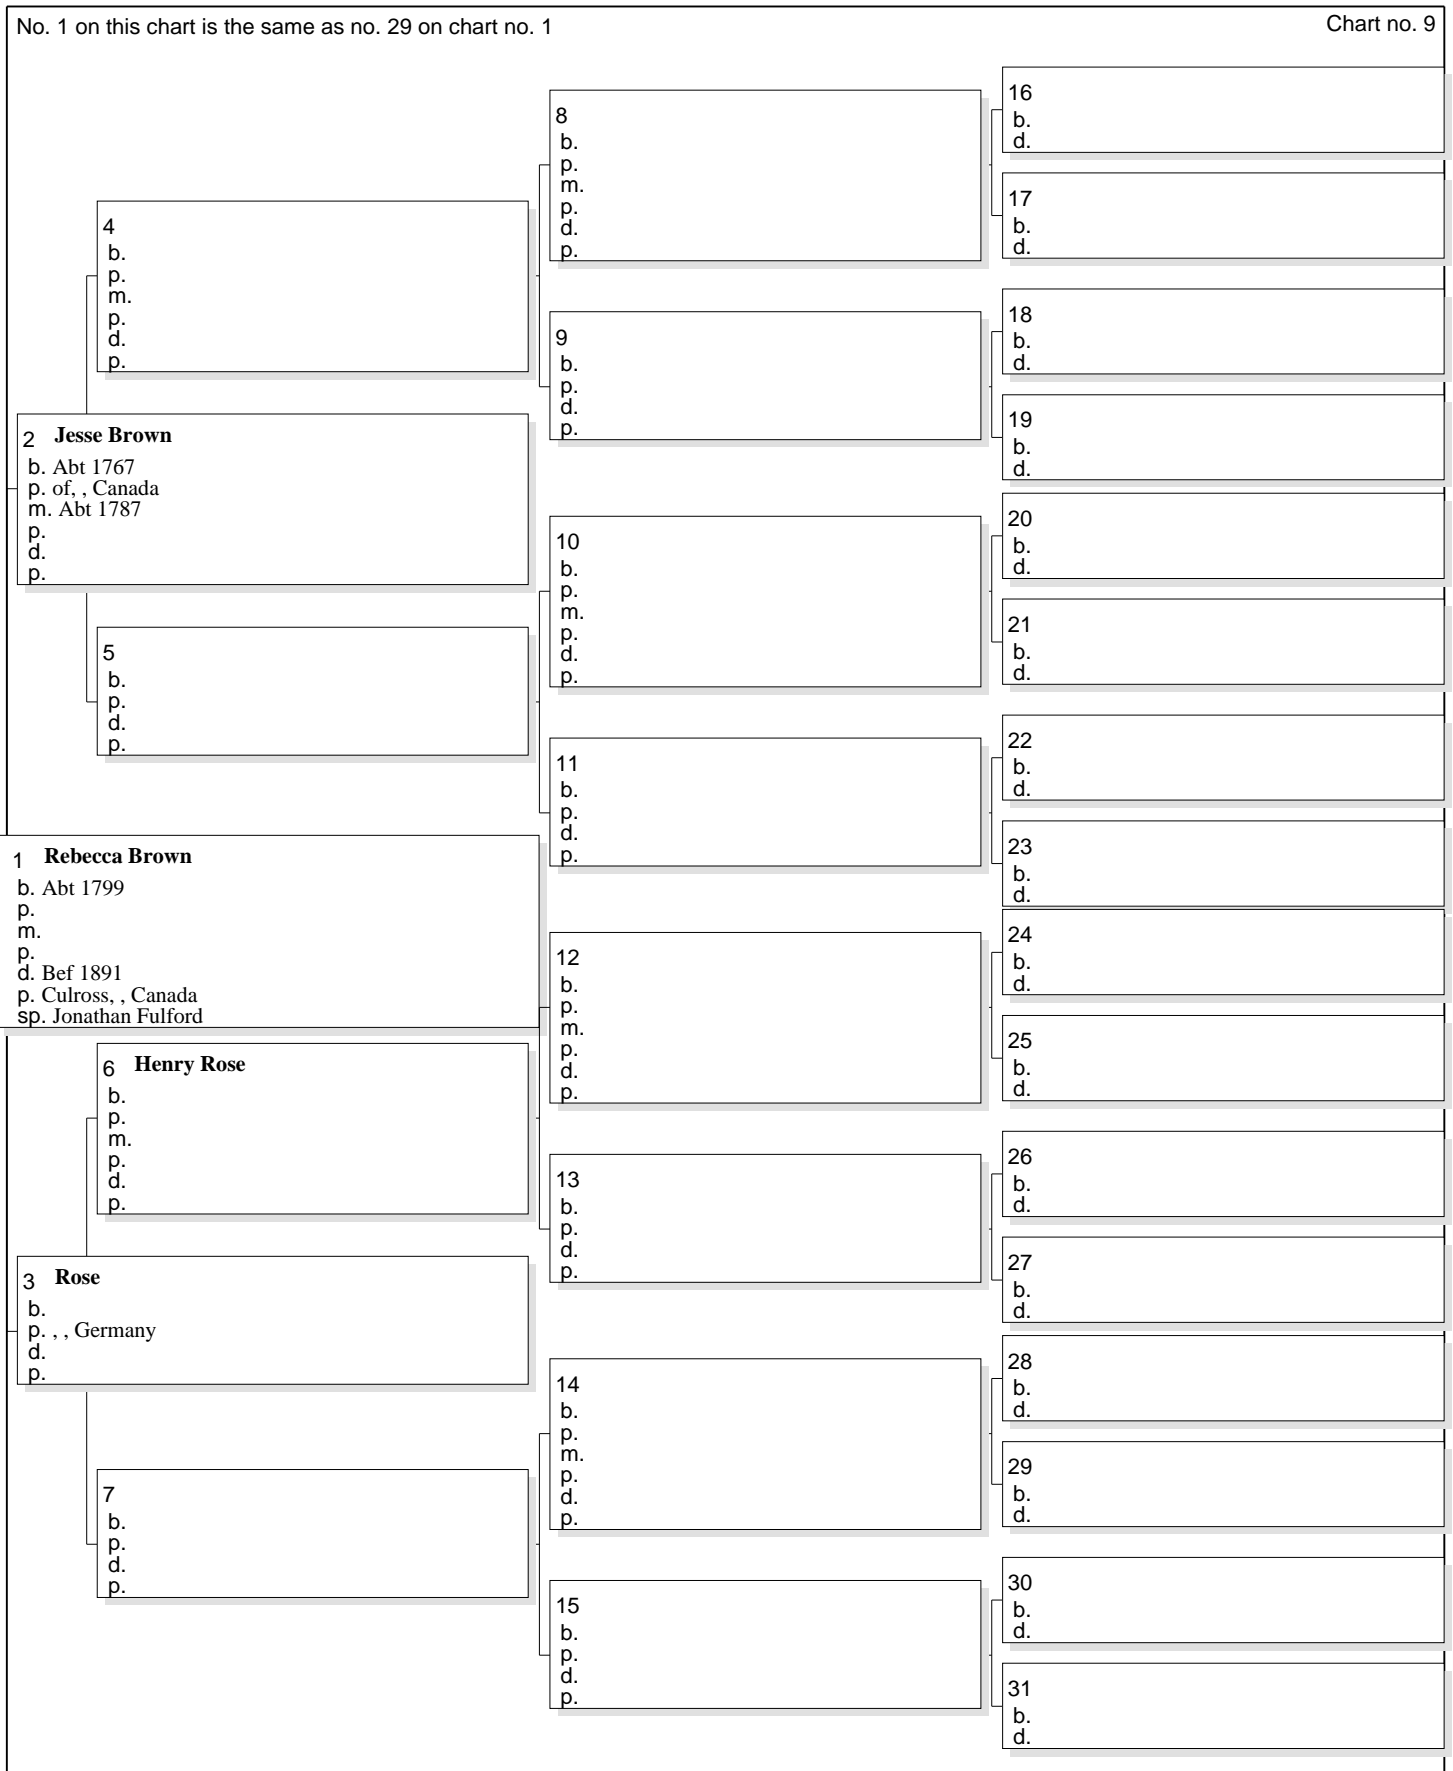 No. 1 on this chart is the same as no. 29 on chart no. 1
Chart no. 9
16
b.
d.
8
b.
p.
m.
p.
d.
p.
17
b.
d.
4
b.
p.
m.
p.
d.
p.
18
b.
d.
9
b.
p.
d.
p.
19
b.
d.
2 Jesse Brown
b. Abt 1767
p. of, , Canada
m. Abt 1787
p.
d.
p.
20
b.
d.
10
b.
p.
m.
p.
d.
p.
21
b.
d.
5
b.
p.
d.
p.
22
b.
d.
11
b.
p.
d.
p.
23
b.
d.
1 Rebecca Brown
b. Abt 1799
p.
m.
p.
d. Bef 1891
p. Culross, , Canada
sp. Jonathan Fulford
24
b.
d.
12
b.
p.
m.
p.
d.
p.
25
b.
d.
6 Henry Rose
b.
p.
m.
p.
d.
p.
26
b.
d.
13
b.
p.
d.
p.
27
b.
d.
3 Rose
b.
p. , , Germany
d.
p.
28
b.
d.
14
b.
p.
m.
p.
d.
p.
29
b.
d.
7
b.
p.
d.
p.
30
b.
d.
15
b.
p.
d.
p.
31
b.
d.